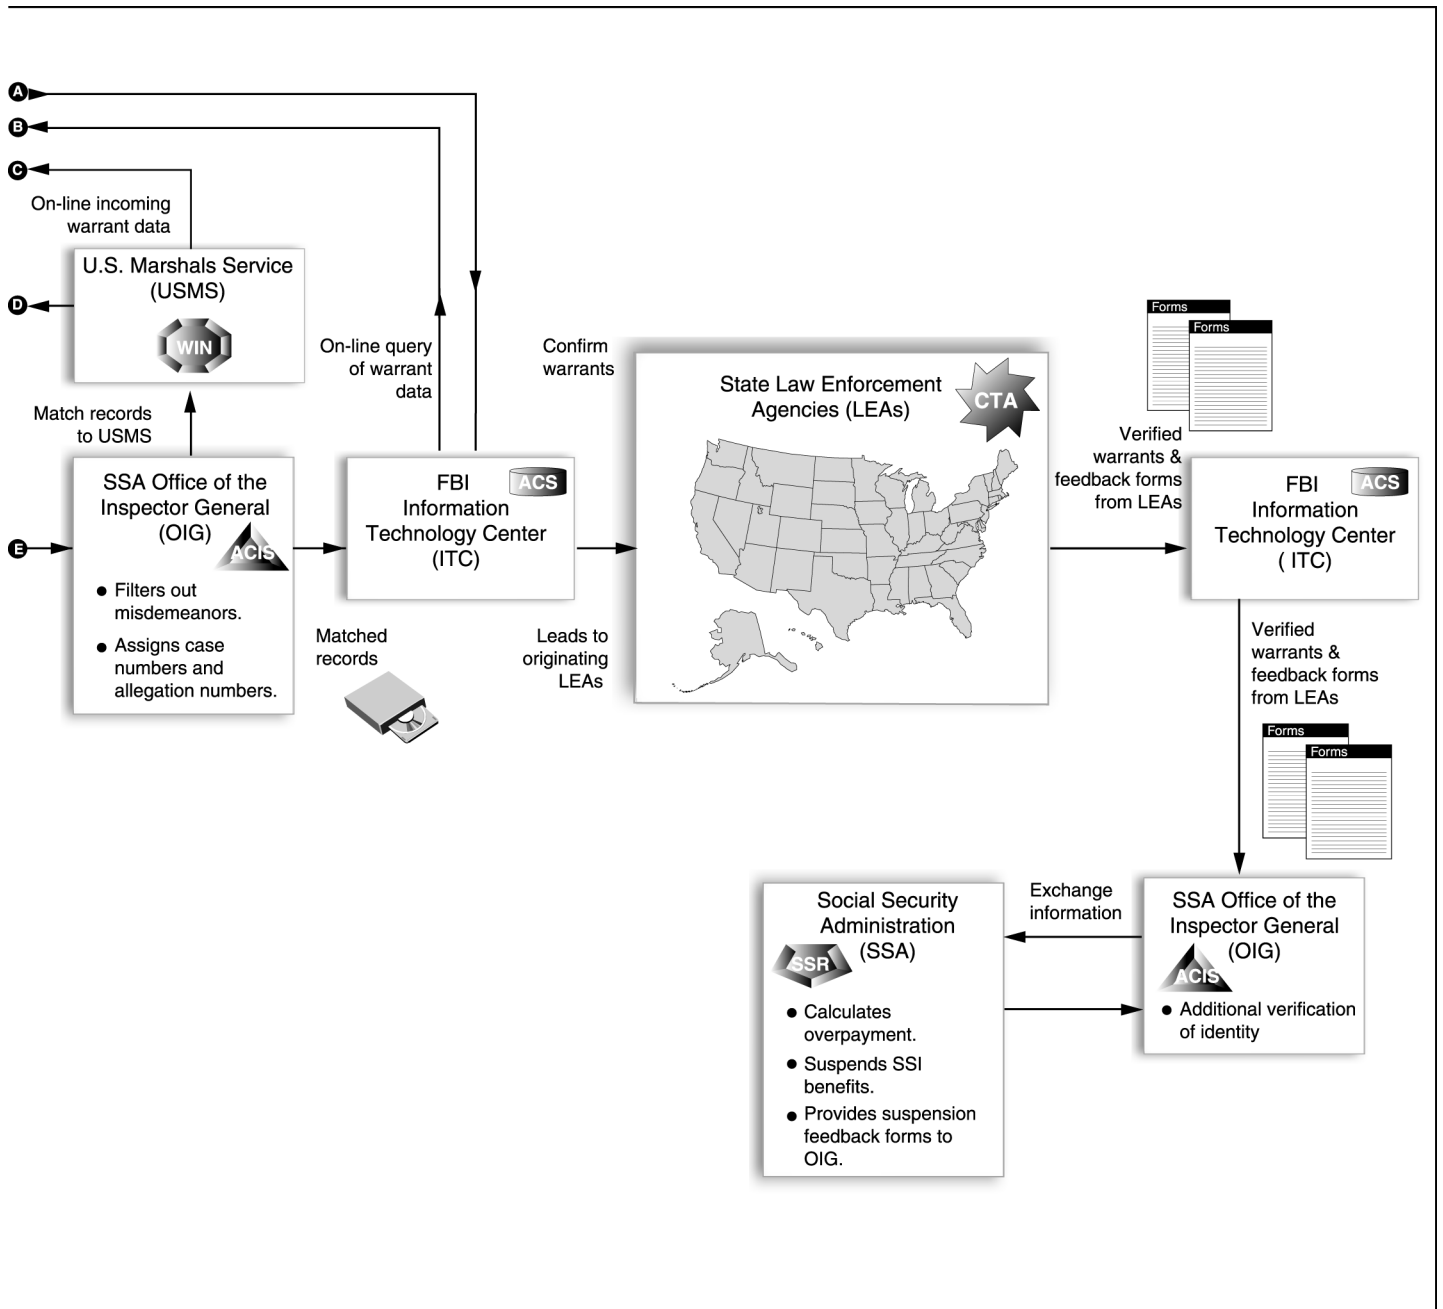 A
B
C
On-line incoming
warrant data
U.S. Marshals Service
(USMS)
WIN
D
Match records
to USMS
On-line query
of warrant
data
Confirm
warrants
E
SSA Office of the
Inspector General
(OIG)
ACIS
● Filters out
misdemeanors.
● Assigns case
numbers and
allegation numbers.
FBI
ACS
Information
Technology Center
(ITC)
Matched
records
Leads to
originating
LEAs
State Law Enforcement
Agencies (LEAs)
CTA
Forms
Forms
Verified
warrants &
feedback forms
from LEAs
FBI
ACS
Information
Technology Center
( ITC)
Verified
warrants &
feedback forms
from LEAs
Forms
Forms
Social Security
Administration
(SSA)
SSR
● Calculates
overpayment.
● Suspends SSI
benefits.
● Provides suspension
feedback forms to
OIG.
Exchange
information
SSA Office of the
Inspector General
(OIG)
ACIS
● Additional verification
of identity